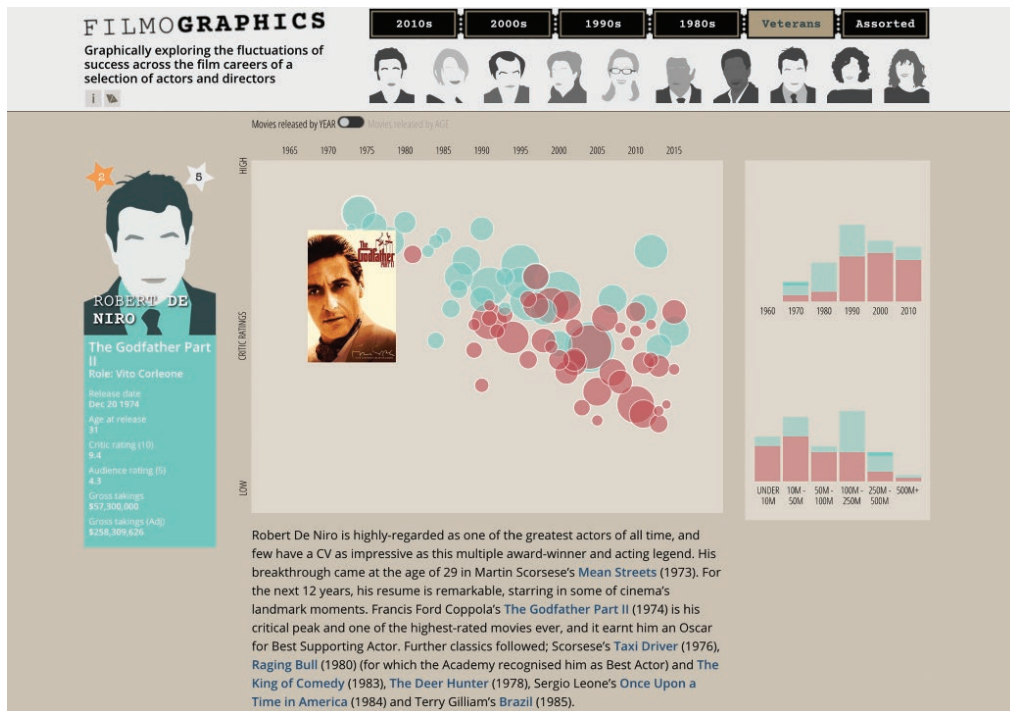 FILMOGRAPHICS
Graphically exploring the fluctuations of
success across the film careers of a
selection of actors and directors
i
2010s
2000s
1990s
1980s
Veterans
Assorted
Movies released by YEAR
Movies released by AGE
1965
1970
1975
1980
1985
1990
1995
2000
2005
2010
2015
HIGH
CRITIC RATINGS
LOW
2
5
ROBERT DE
NIRO
The Godfather Part
II
Role: Vito Corleone
Release date
Dec 20 1974
Age at release
31
Critic rating (10)
9.4
Audience rating (5)
4.3
Gross takings
$57,300,000
Gross takings (Adj)
$258,309,626
The
Godfather
PART II
1960
1970
1980
1990
2000
2010
UNDER
10M
10M -
50M
50M -
100M
100M -
250M
250M -
500M
500M+
Robert De Niro is highly-regarded as one of the greatest actors of all time, and
few have a CV as impressive as this multiple award-winner and acting legend. His
breakthrough came at the age of 29 in Martin Scorsese's Mean Streets (1973). For
the next 12 years, his resume is remarkable, starring in some of cinema's
landmark moments. Francis Ford Coppola's The Godfather Part II (1974) is his
critical peak and one of the highest-rated movies ever, and it earnt him an Oscar
for Best Supporting Actor. Further classics followed; Scorsese's Taxi Driver (1976),
Raging Bull (1980) (for which the Academy recognised him as Best Actor) and The
King of Comedy (1983), The Deer Hunter (1978), Sergio Leone's Once Upon a
Time in America (1984) and Terry Gilliam's Brazil (1985).